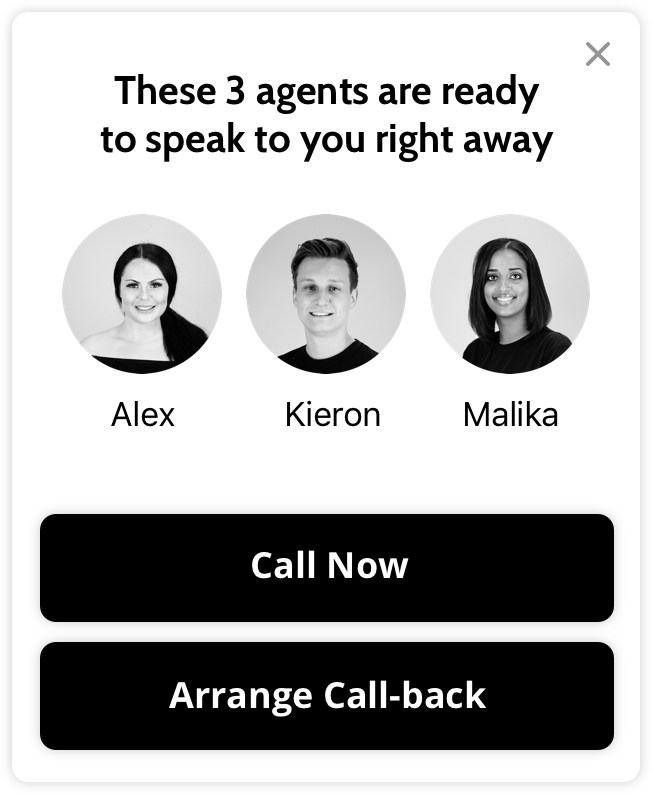 These 3 agents are ready
to speak to you right away
Alex Kieron Malika
Call Now
Arrange Call-back